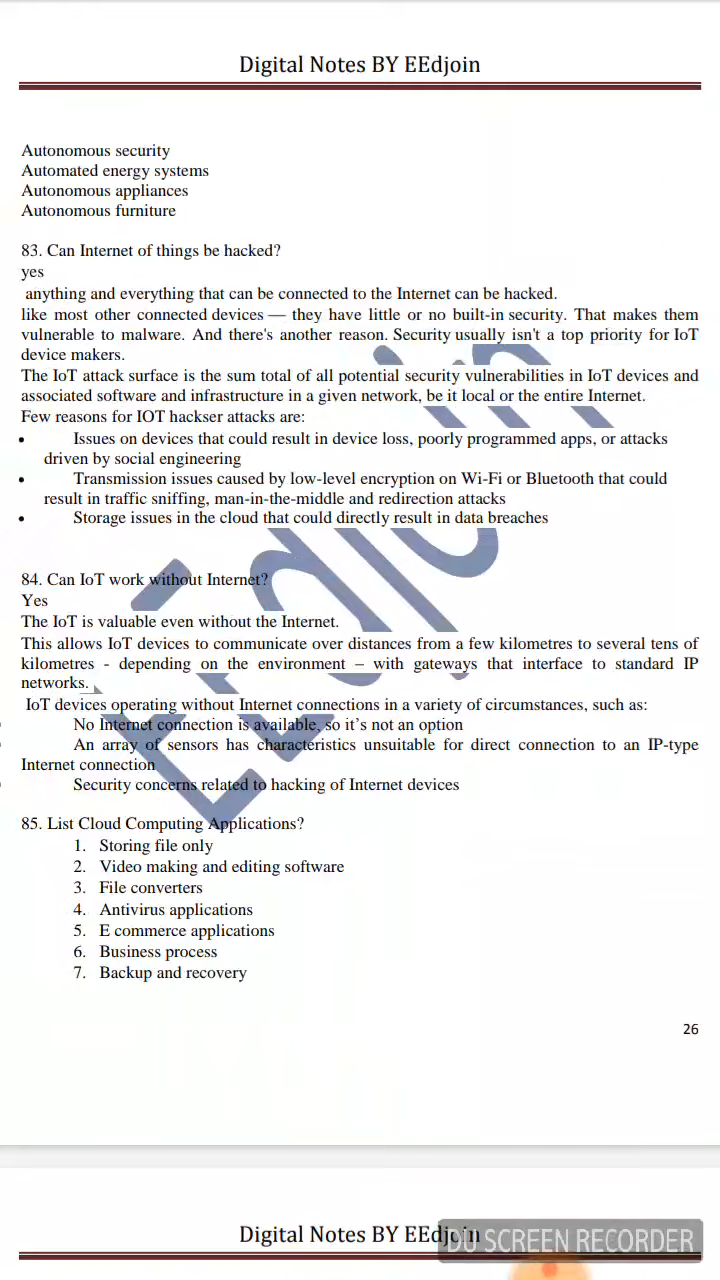 Digital Notes BY EEdjoin
Autonomous security
Automated energy systems
Autonomous appliances
Autonomous furniture
83. Can Internet of things be hacked?
yes
anything and everything that can be connected to the Internet can be hacked.
like most other connected devices — they have little or no built-in security. That makes them
vulnerable to malware. And there's another reason. Security usually isn't a top priority for IoT
device makers.
The IoT attack surface is the sum total of all potential security vulnerabilities in IoT devices and
associated software and infrastructure in a given network, be it local or the entire Internet.
Few reasons for IOT hackser attacks are:
• Issues on devices that could result in device loss, poorly programmed apps, or attacks
driven by social engineering
• Transmission issues caused by low-level encryption on Wi-Fi or Bluetooth that could
result in traffic sniffing, man-in-the-middle and redirection attacks
• Storage issues in the cloud that could directly result in data breaches
84. Can IoT work without Internet?
Yes
The IoT is valuable even without the Internet.
This allows IoT devices to communicate over distances from a few kilometres to several tens of
kilometres - depending on the environment – with gateways that interface to standard IP
networks.
IoT devices operating without Internet connections in a variety of circumstances, such as:
No Internet connection is available, so it’s not an option
An array of sensors has characteristics unsuitable for direct connection to an IP-type
Internet connection
Security concerns related to hacking of Internet devices
85. List Cloud Computing Applications?
1. Storing file only
2. Video making and editing software
3. File converters
4. Antivirus applications
5. E commerce applications
6. Business process
7. Backup and recovery
EEdjoin
26
Digital Notes BY EEdjoin
DU SCREEN RECORDER